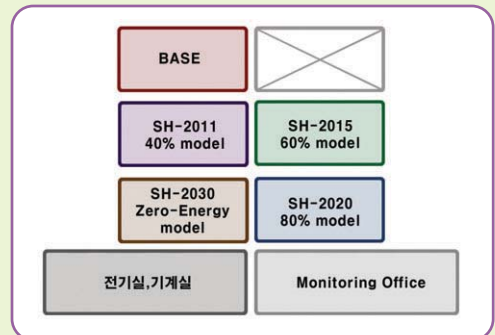 BASE
SH-2011
40% model
SH-2015
60% model
SH-2030
Zero-Energy
model
SH-2020
80% model
전기실,기계실
Monitoring Office